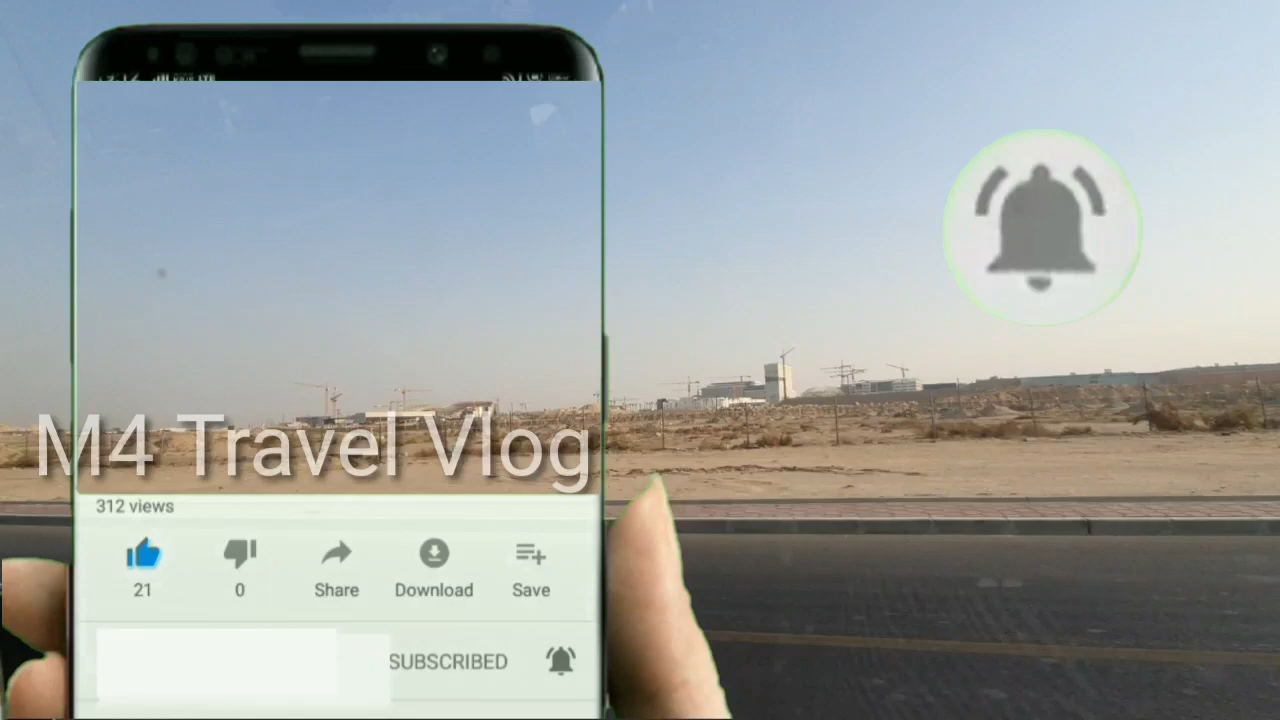 M4 Travel Vlog
312 views
21
0
Share
Download
Save
SUBSCRIBED